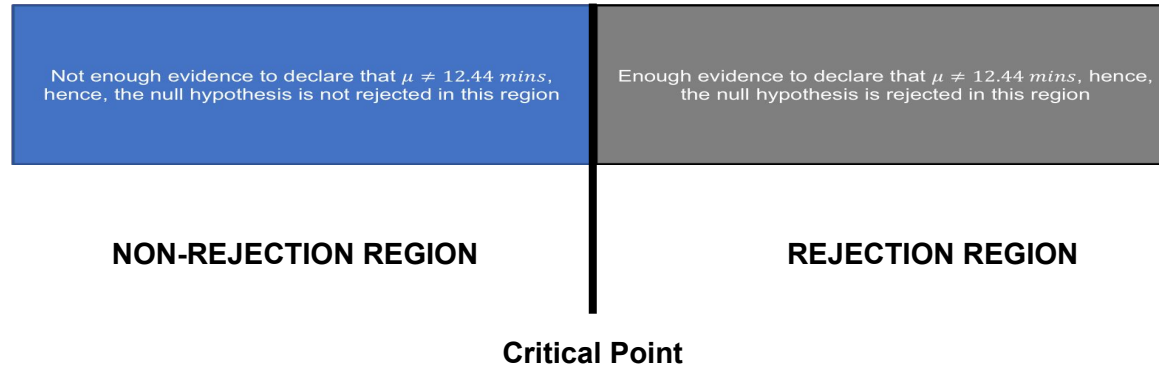 Not enough evidence to declare that μ ≠ 12.44 mins,
hence, the null hypothesis is not rejected in this region
Enough evidence to declare that μ ≠ 12.44 mins, hence,
the null hypothesis is rejected in this region
NON-REJECTION REGION
REJECTION REGION
Critical Point